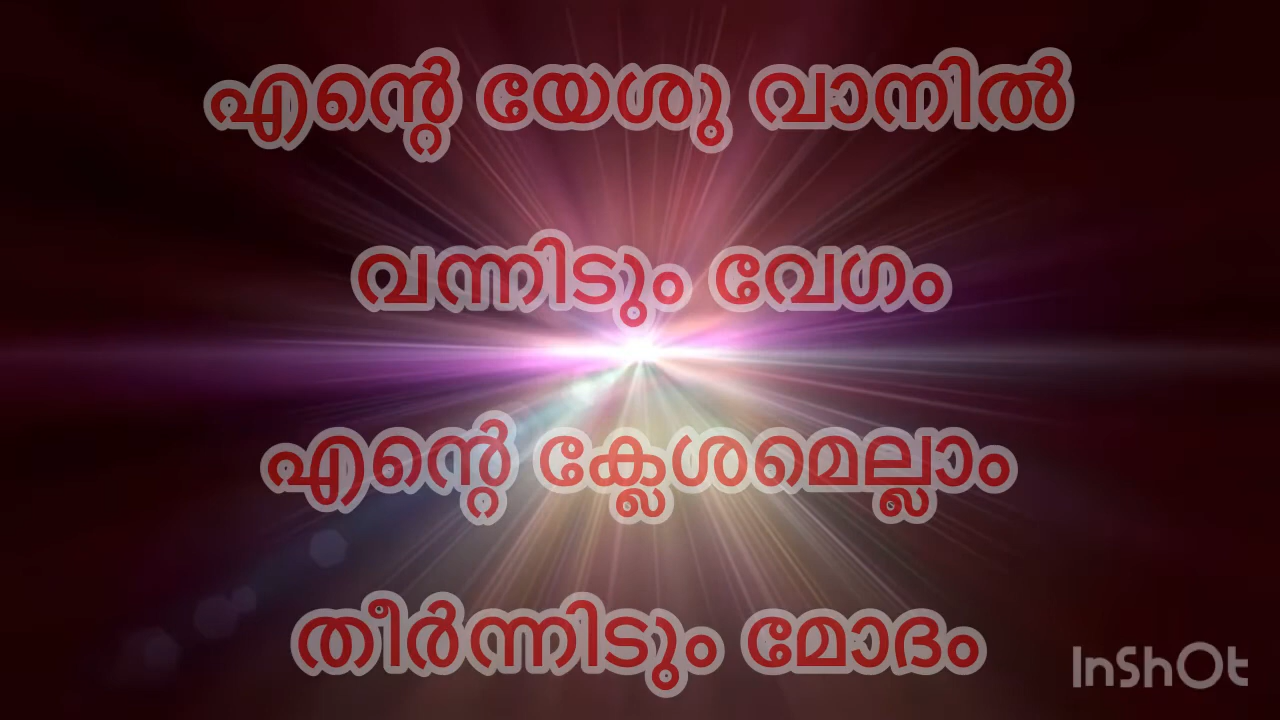 എന്റെ യേശു വാനിൽ
വന്നിടും വേഗം
എന്റെ ക്ലേശമെല്ലാം
തീർന്നിടും മോദം
InShOt